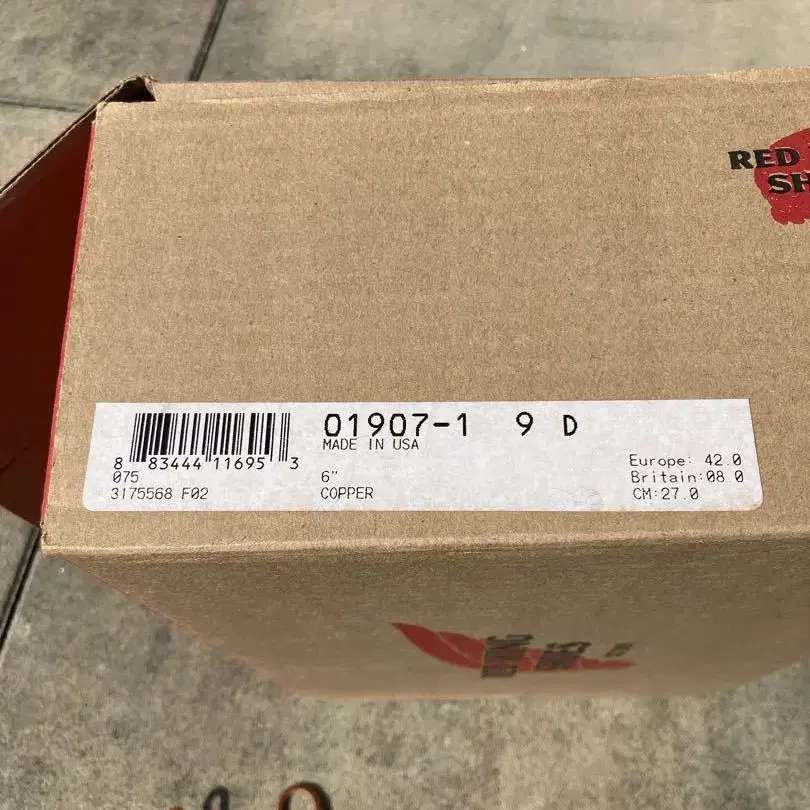 RED
SH
01907-1 9 D
MADE IN USA
8 83444 11695 3
075
3175568 F02
6"
COPPER
Europe: 42.0
Britain:08.0
CM:27.0